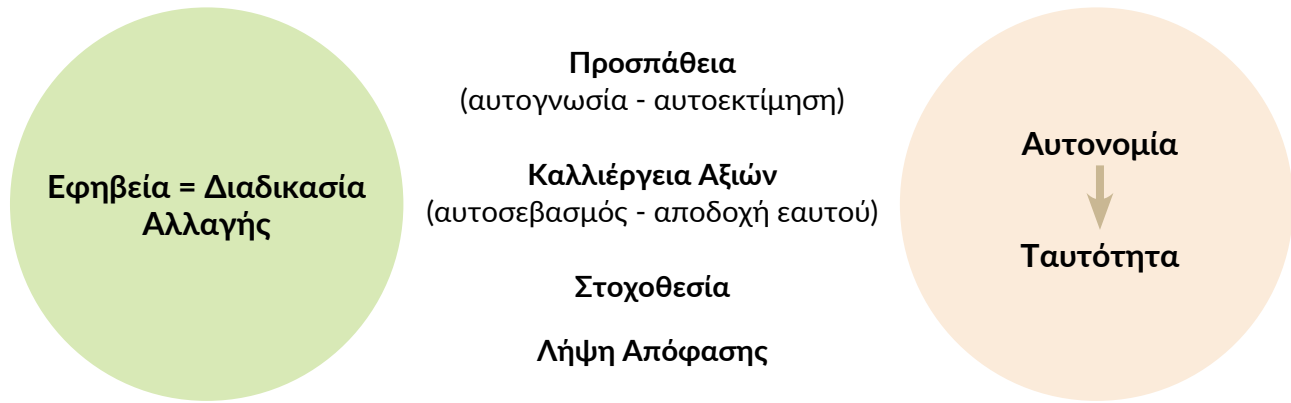 Εφηβεία = Διαδικασία
Αλλαγής
Προσπάθεια
(αυτογνωσία - αυτοεκτίμηση)
Καλλιέργεια Αξιών
(αυτοσεβασμός - αποδοχή εαυτού)
Στοχοθεσία
Λήψη Απόφασης
Αυτονομία
Ταυτότητα